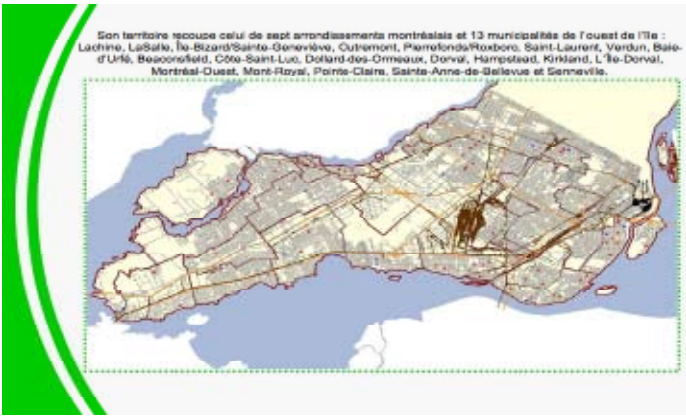 Son territoire recoupe celui de sept arrondissements montréalais et 13 municipalités de l'ouest de l'île :
Lachine, LaSalle, Île-Bizard/Sainte-Geneviève, Outremont, Pierrefonds/Roxboro, Saint-Laurent, Verdun, Baie-
d'Urfé, Beaconsfield, Côte-Saint-Luc, Dollard-des-Ormeaux, Dorval, Hampstead, Kirkland, L'Île-Dorval,
Montréal-Ouest, Mont-Royal, Pointe-Claire, Sainte-Anne-de-Bellevue et Senneville.